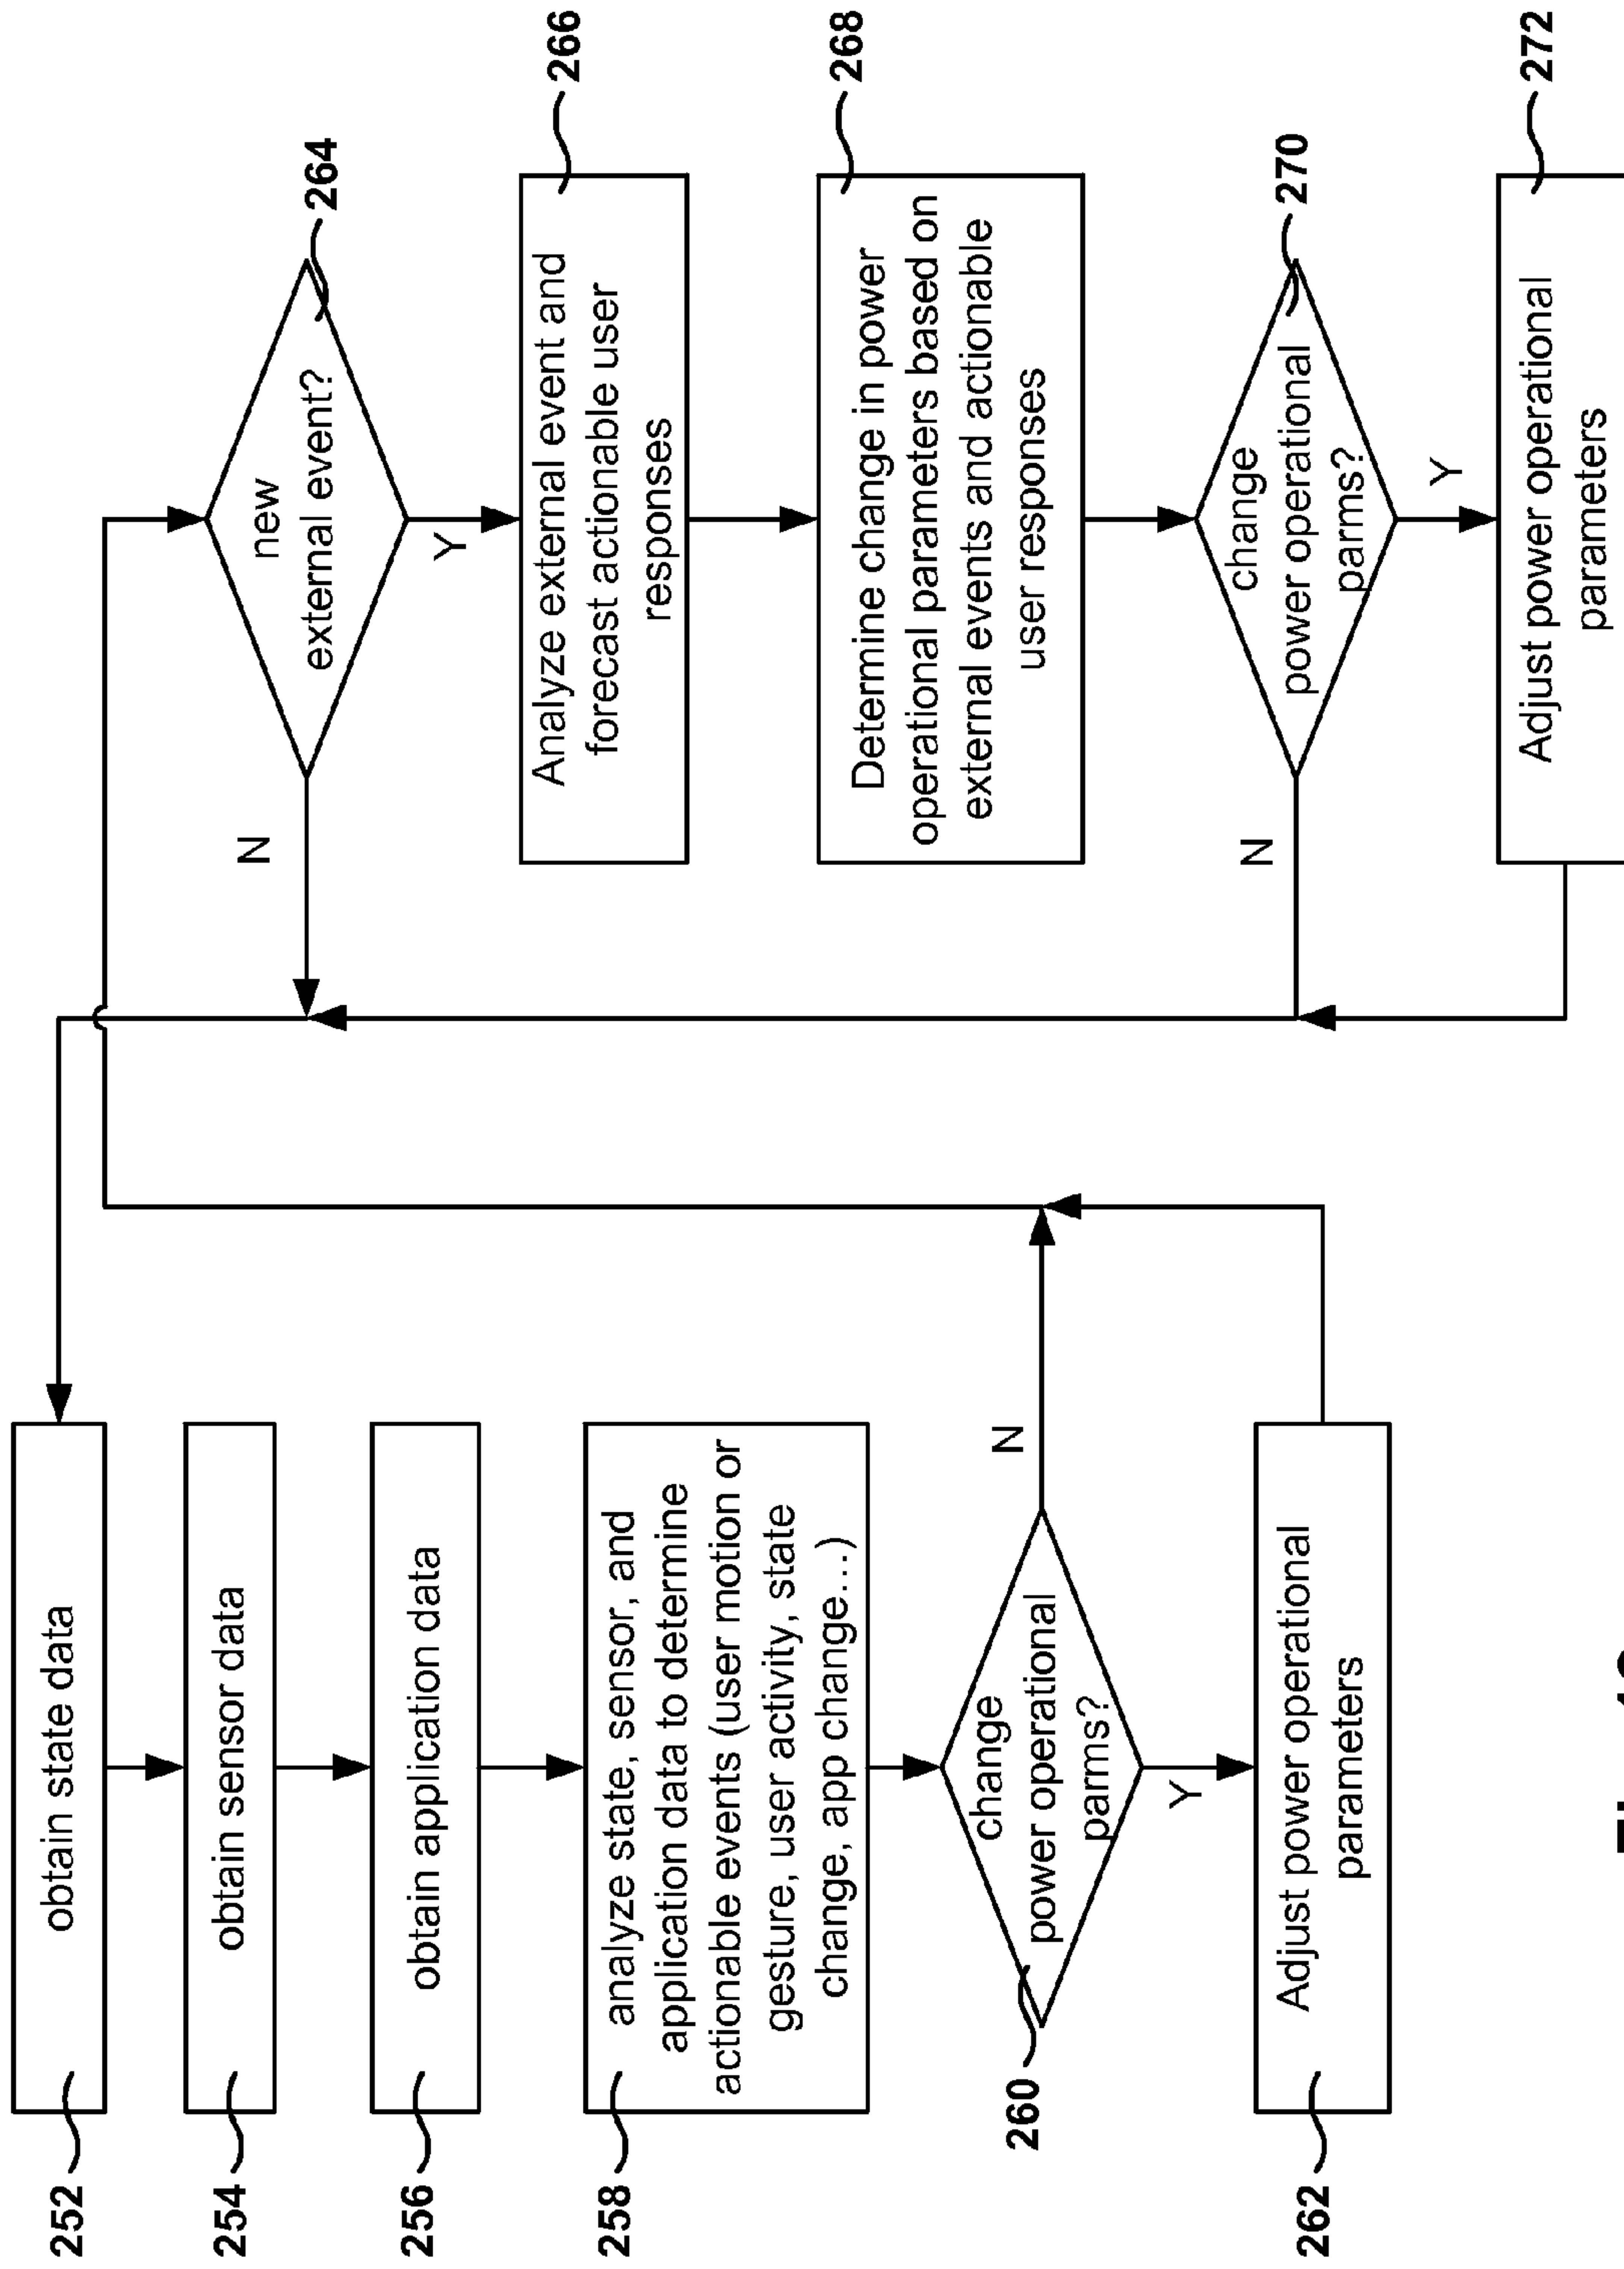 252
obtain state data
254
obtain sensor data
256
obtain application data
258
analyze state, sensor, and
application data to determine
actionable events (user motion or
gesture, user activity, state
change, app change...)
260
change
power operational
parms?
N
Y
262
Adjust power operational
parameters
264
new
external event?
N
Y
266
Analyze external event and
forecast actionable user
responses
268
Determine change in power
operational parameters based on
external events and actionable
user responses
270
change
power operational
parms?
N
Y
272
Adjust power operational
parameters